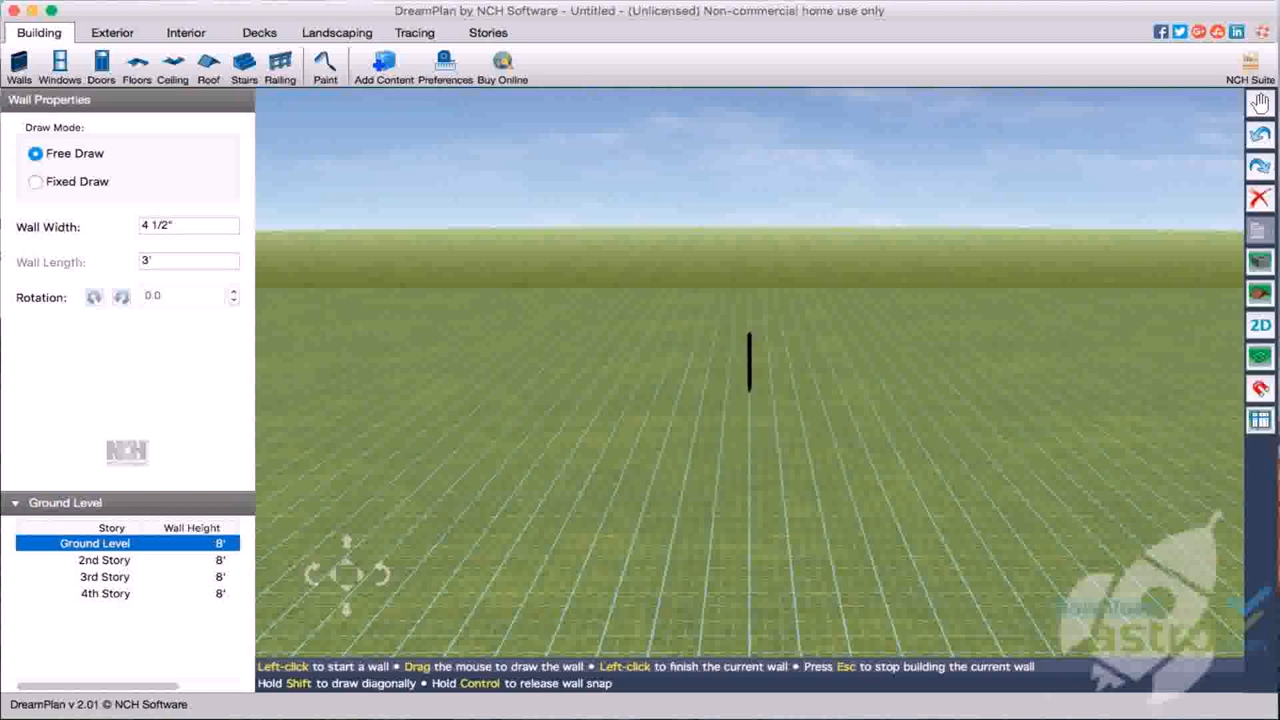 DreamPlan by NCH Software - Untitled - (Unlicensed) Non-commercial home use only
Building Exterior Interior Decks Landscaping Tracing Stories
Walls Windows Doors Floors Ceiling Roof Stairs Railing Paint Add Content Preferences Buy Online NCH Suite
Wall Properties
Draw Mode:
Free Draw
Fixed Draw
Wall Width: 4 1/2"
Wall Length: 3'
Rotation: 0.0
2D
NCH
Ground Level
Story Wall Height
Ground Level 8'
2nd Story 8'
3rd Story 8'
4th Story 8'
astro
Left-click to start a wall • Drag the mouse to draw the wall • Left-click to finish the current wall • Press Esc to stop building the current wall
Hold Shift to draw diagonally • Hold Control to release wall snap
DreamPlan v 2.01 © NCH Software